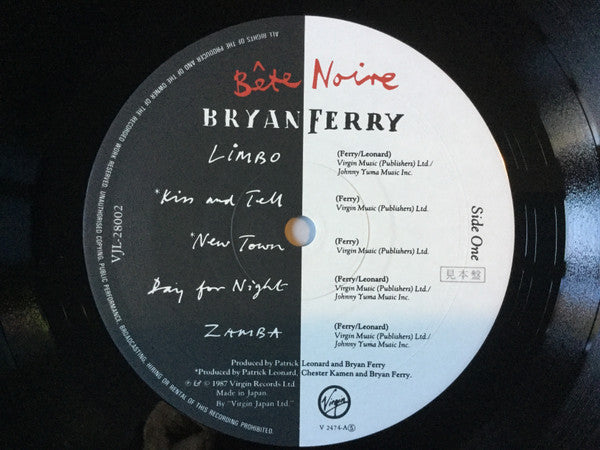 Bête Noire
BRYAN FERRY
LIMBO
(Ferry/Leonard)
Virgin Music (Publishers) Ltd./
Johnny Yuma Music Inc.
*Kiss and Tell
(Ferry)
Virgin Music (Publishers) Ltd.
*New Town
(Ferry)
Virgin Music (Publishers) Ltd.
Day for Night
(Ferry/Leonard)
Virgin Music (Publishers) Ltd./
Johnny Yuma Music Inc.
ZAMBA
(Ferry/Leonard)
Virgin Music (Publishers) Ltd./
Johnny Yuma Music Inc.
Produced by Patrick Leonard and Bryan Ferry
*Produced by Patrick Leonard, Chester Kamen and Bryan Ferry.
℗ & © 1987 Virgin Records Ltd.
Made in Japan.
By "Virgin Japan Ltd."
Virgin
V 2474-AⓈ
Side One
見本盤
VJL-28002
ALL RIGHTS OF THE PRODUCER AND OF THE OWNER OF THE RECORDED WORK RESERVED. UNAUTHORISED COPYING, PUBLIC PERFORMANCE, BROADCASTING, HIRING OR RENTAL OF THIS RECORDING PROHIBITED.